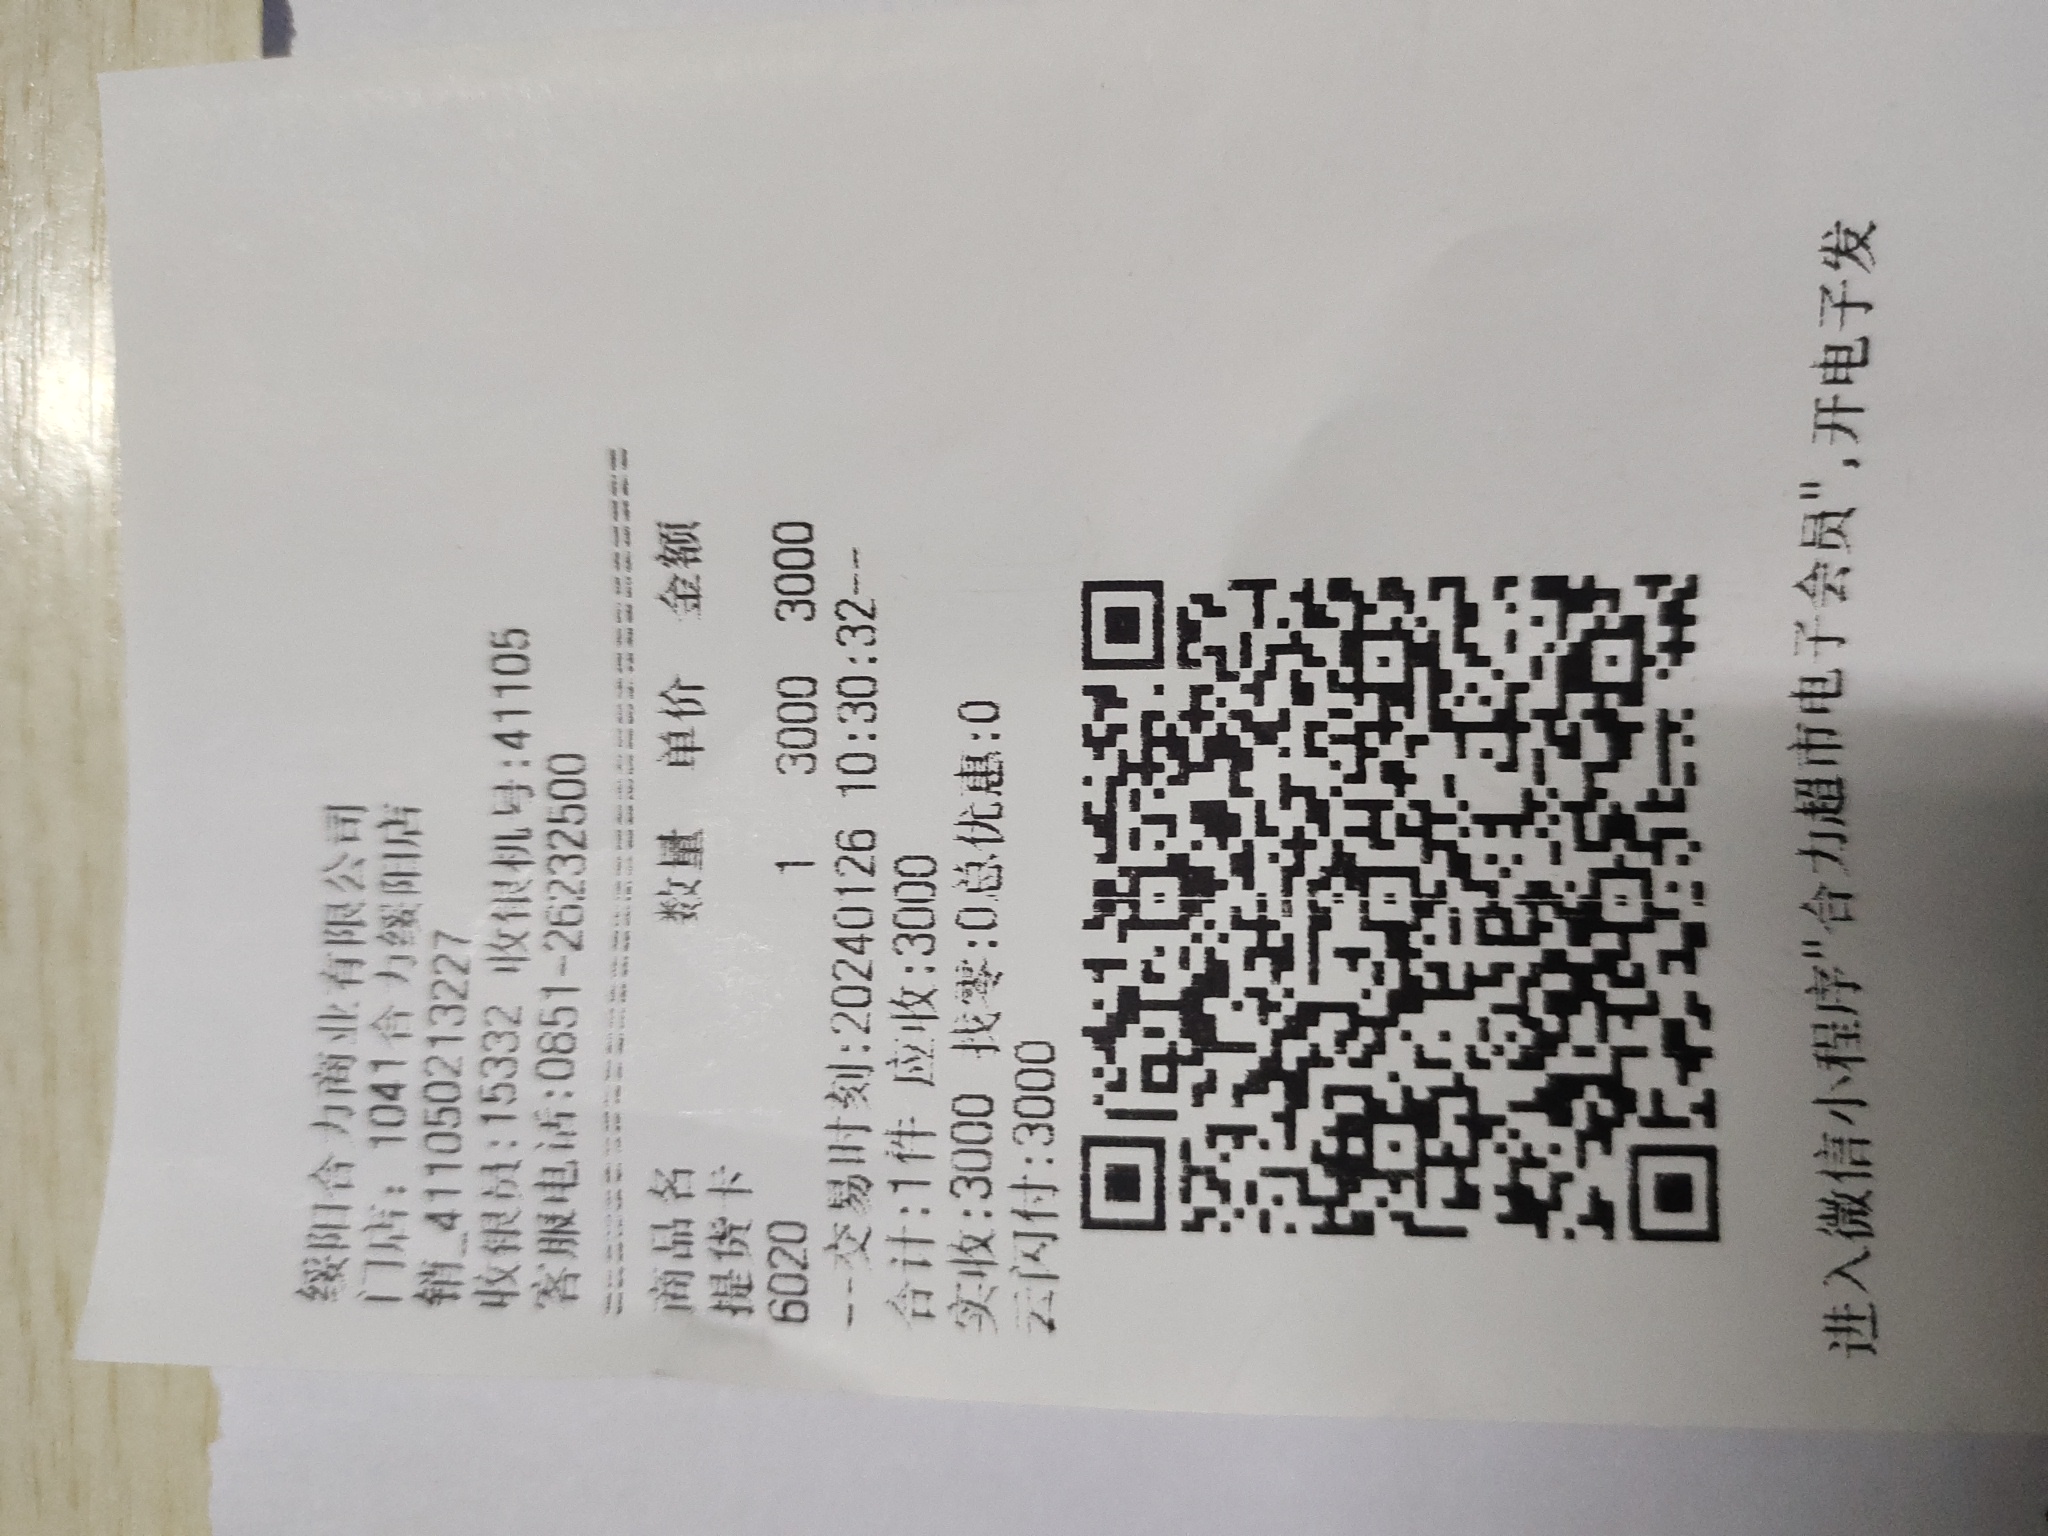 绥阳合力商业有限公司
门店: 1041合力绥阳店
销_4110502132​27
收银员:15332 收银机号:41105
客服电话:0851-26232500
================================
商品名 数量 单价 金额
提货卡
6020 1 3000 3000
---交易时刻:20240126 10:30:32---
合计:1件 应收:3000
实收:3000 找零:0总优惠:0
云闪付:3000
进入微信小程序"合力超市电子会员",开电子发